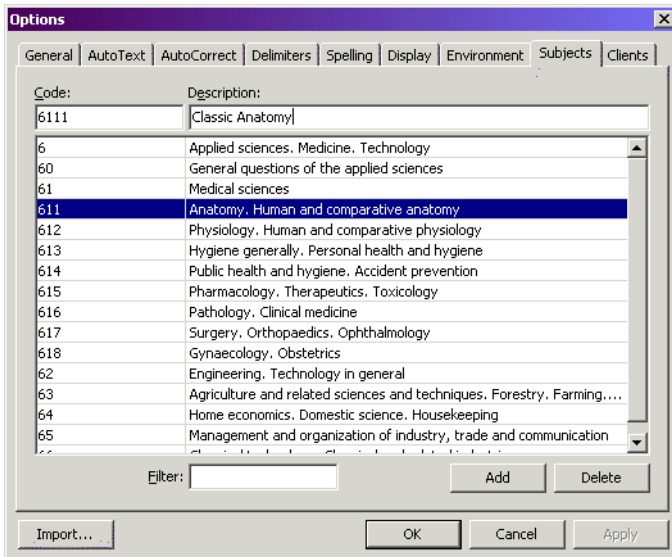 Options
General AutoText AutoCorrect Delimiters Spelling Display Environment Subjects Clients
Code: Description:
6111 Classic Anatomy
6 Applied sciences. Medicine. Technology
60 General questions of the applied sciences
61 Medical sciences
611 Anatomy. Human and comparative anatomy
612 Physiology. Human and comparative physiology
613 Hygiene generally. Personal health and hygiene
614 Public health and hygiene. Accident prevention
615 Pharmacology. Therapeutics. Toxicology
616 Pathology. Clinical medicine
617 Surgery. Orthopaedics. Ophthalmology
618 Gynaecology. Obstetrics
62 Engineering. Technology in general
63 Agriculture and related sciences and techniques. Forestry. Farming....
64 Home economics. Domestic science. Housekeeping
65 Management and organization of industry, trade and communication
Filter: Add Delete
Import... OK Cancel Apply